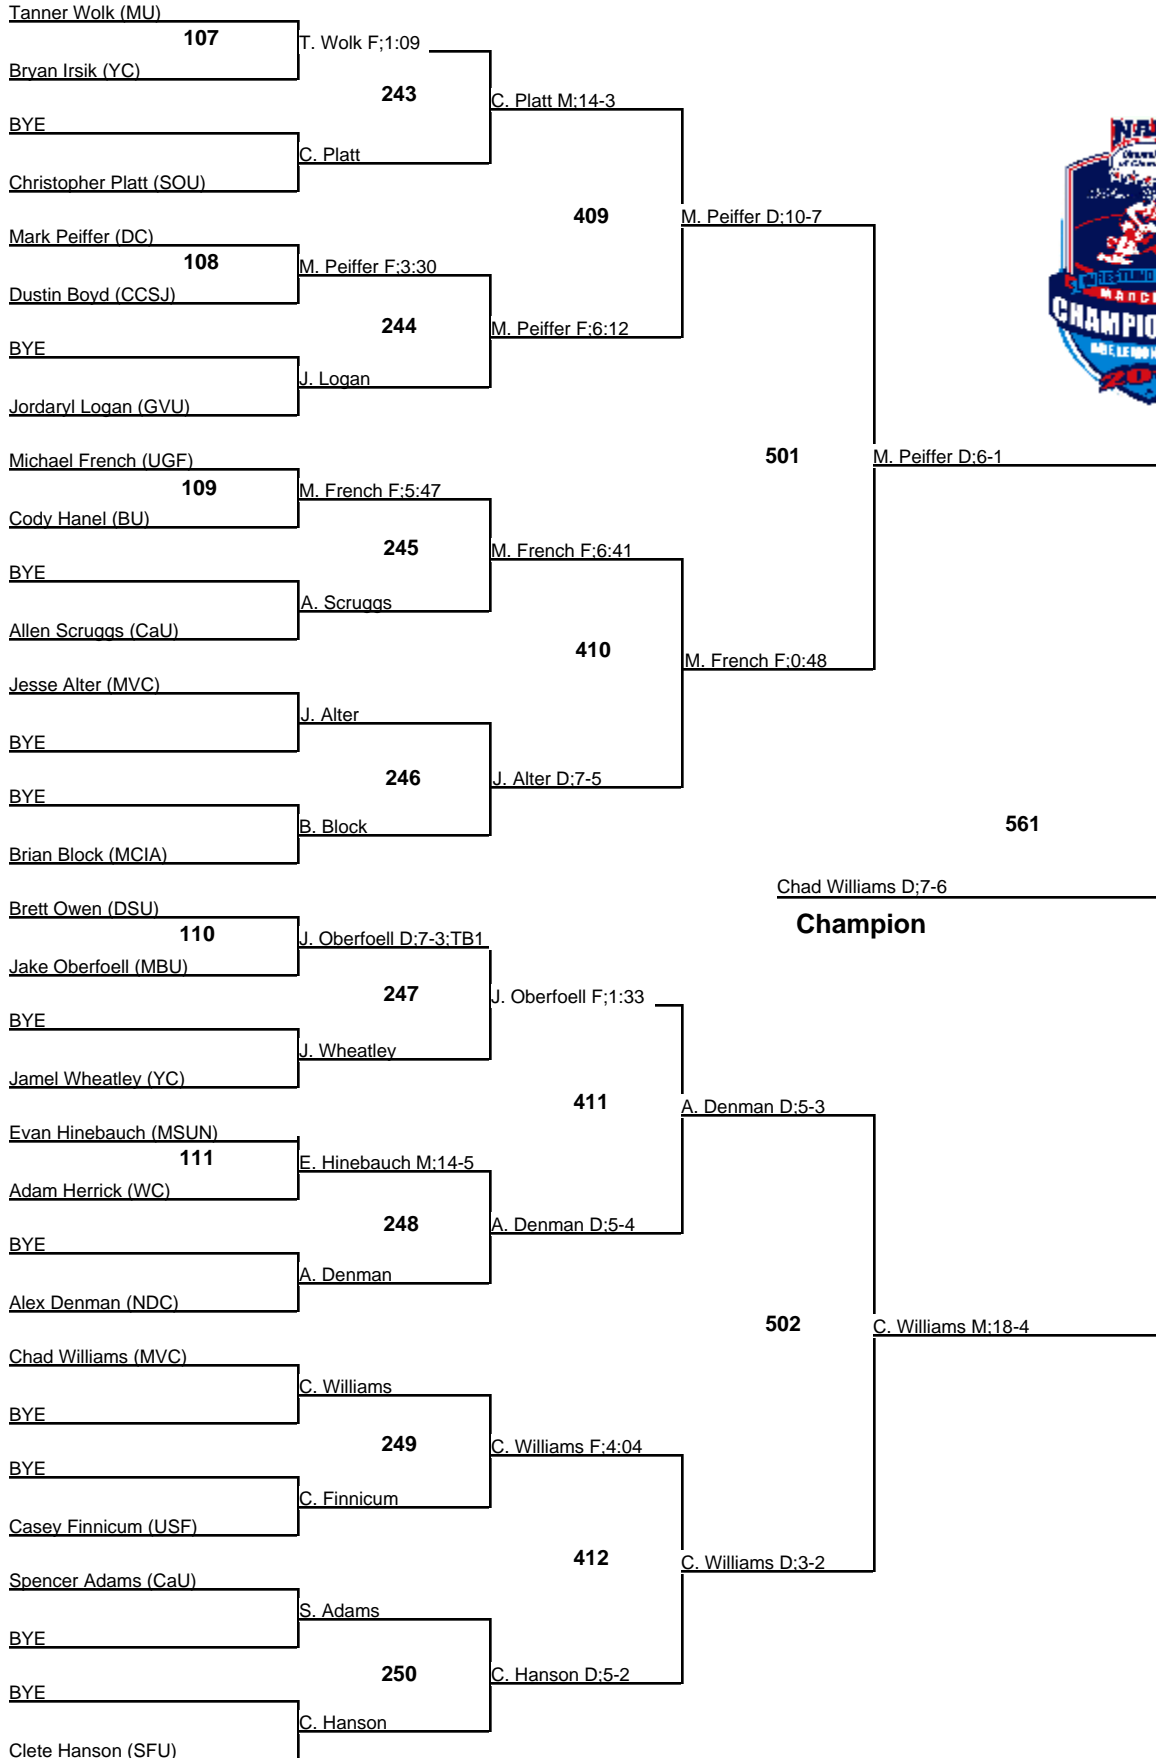 Tanner Wolk (MU)
107
T. Wolk F;1:09
Bryan Irsik (YC)
243
C. Platt M;14-3
BYE
C. Platt
Christopher Platt (SOU)
409
M. Peiffer D;10-7
Mark Peiffer (DC)
108
M. Peiffer F;3:30
Dustin Boyd (CCSJ)
244
M. Peiffer F;6:12
BYE
J. Logan
Jordaryl Logan (GVU)
501
M. Peiffer D;6-1
Michael French (UGF)
109
M. French F;5:47
Cody Hanel (BU)
245
M. French F;6:41
BYE
A. Scruggs
Allen Scruggs (CaU)
410
M. French F;0:48
Jesse Alter (MVC)
J. Alter
BYE
246
J. Alter D;7-5
BYE
B. Block
Brian Block (MCIA)
561
Chad Williams D;7-6
Champion
Brett Owen (DSU)
110
J. Oberfoell D;7-3;TB1
Jake Oberfoell (MBU)
247
J. Oberfoell F;1:33
BYE
J. Wheatley
Jamel Wheatley (YC)
411
A. Denman D;5-3
Evan Hinebauch (MSUN)
111
E. Hinebauch M;14-5
Adam Herrick (WC)
248
A. Denman D;5-4
BYE
A. Denman
Alex Denman (NDC)
502
C. Williams M;18-4
Chad Williams (MVC)
C. Williams
BYE
249
C. Williams F;4:04
BYE
C. Finnicum
Casey Finnicum (USF)
412
C. Williams D;3-2
Spencer Adams (CaU)
S. Adams
BYE
250
C. Hanson D;5-2
BYE
C. Hanson
Clete Hanson (SFU)